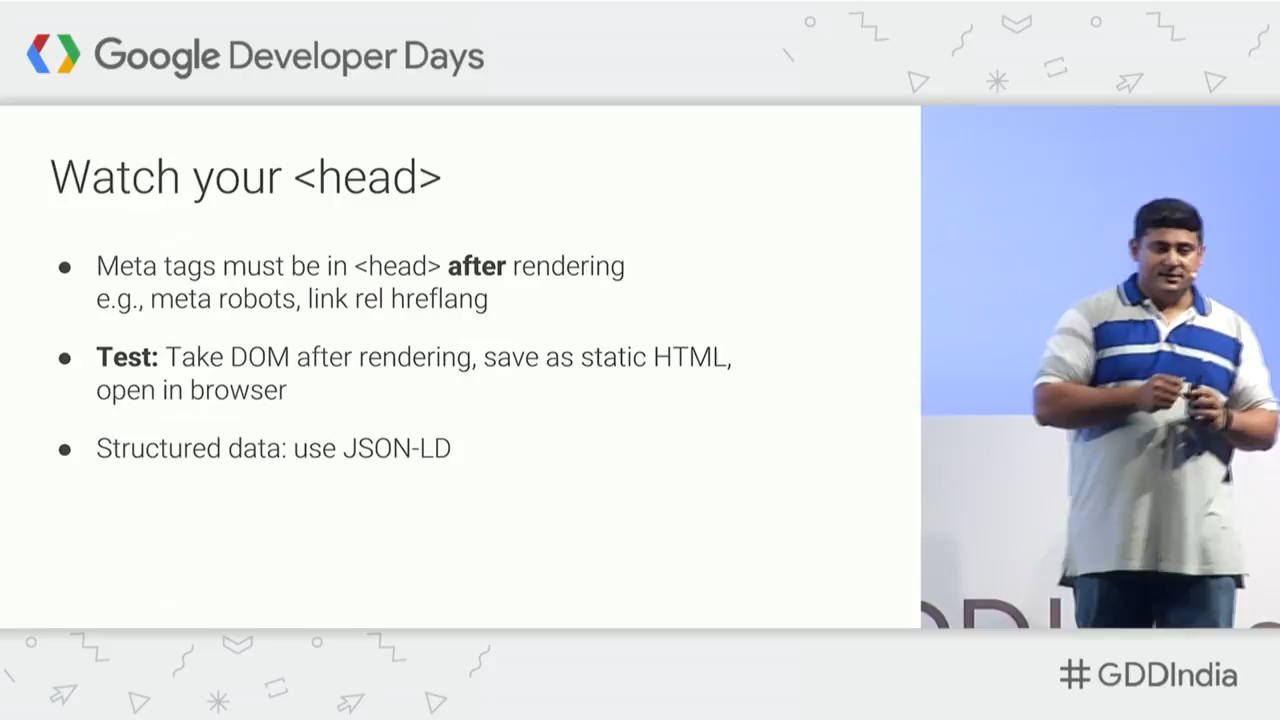 Google Developer Days
Watch your <head>
● Meta tags must be in <head> after rendering
e.g., meta robots, link rel hreflang
● Test: Take DOM after rendering, save as static HTML,
open in browser
● Structured data: use JSON-LD
#GDDIndia